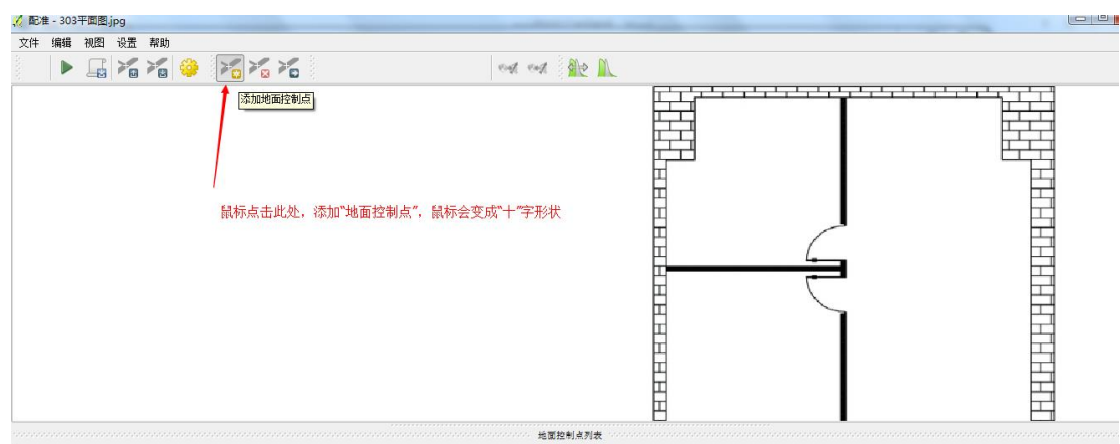 配准 - 303平面图.jpg
文件 编辑 视图 设置 帮助
添加地面控制点
鼠标点击此处，添加“地面控制点”，鼠标会变成“十”字形状
地面控制点列表